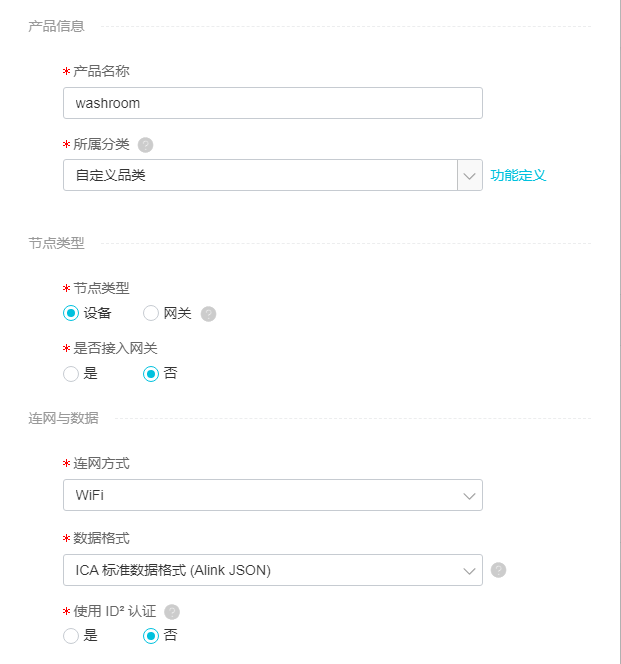 产品信息
* 产品名称
washroom
* 所属分类 ?
自定义品类 功能定义
节点类型
* 节点类型
设备 网关 ?
* 是否接入网关
是 否
连网与数据
* 连网方式
WiFi
* 数据格式
ICA 标准数据格式 (Alink JSON) ?
* 使用 ID² 认证 ?
是 否